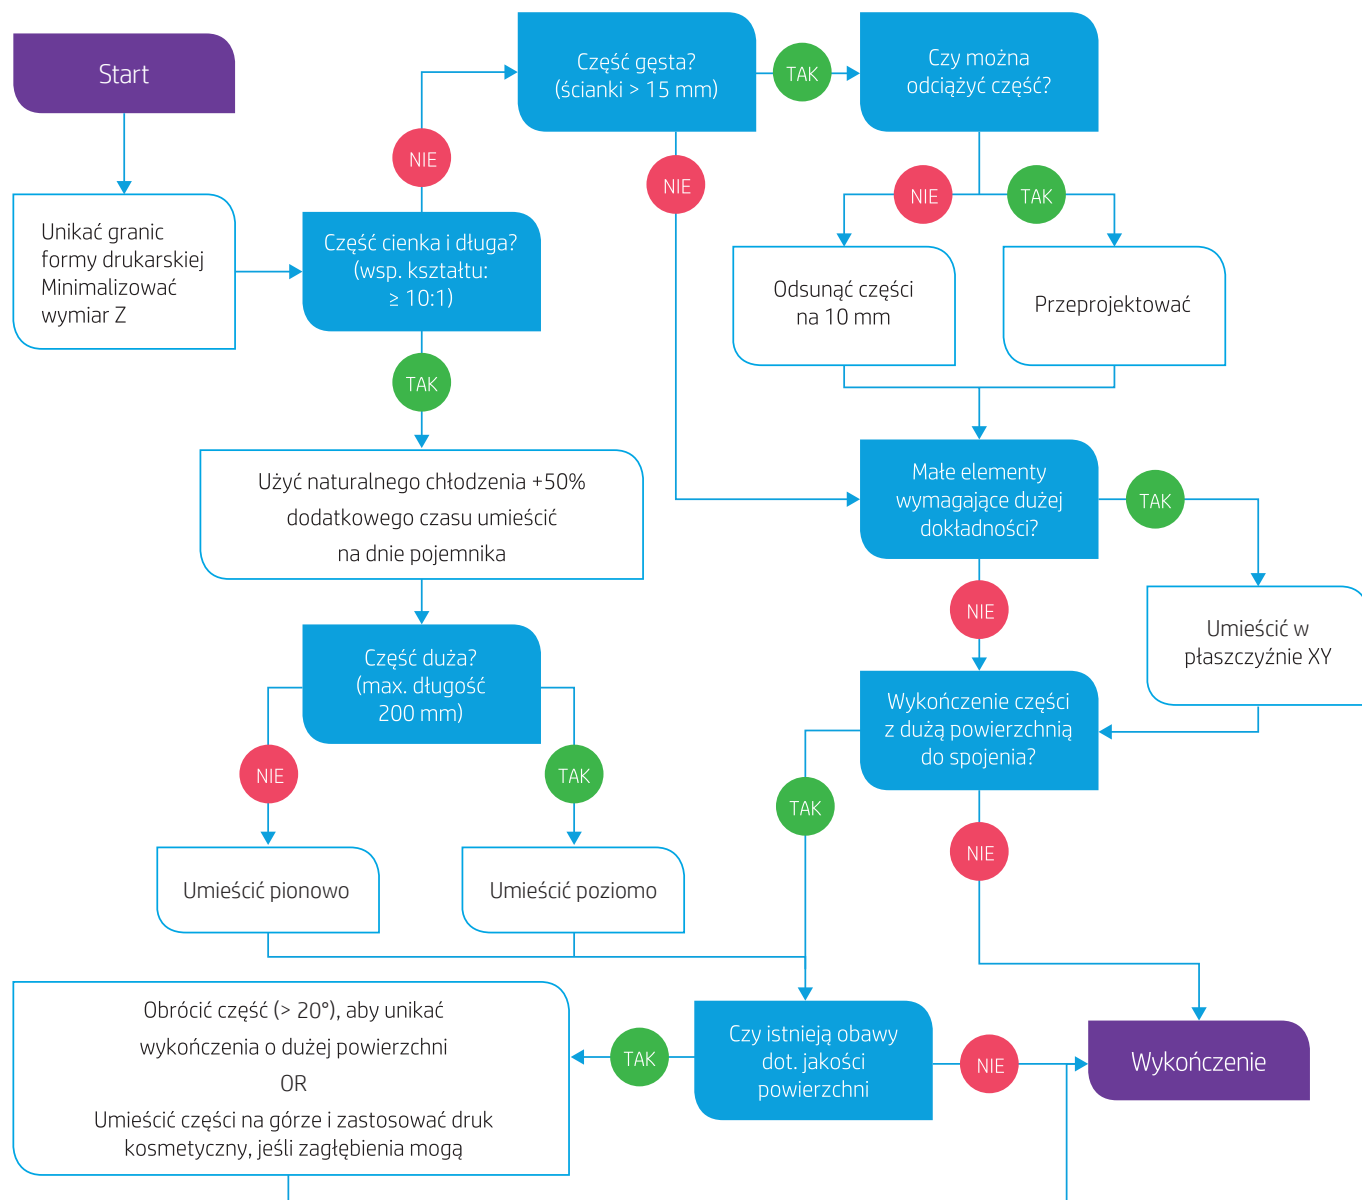 Start
Unikać granic
formy drukarskiej
Minimalizować
wymiar Z
Część cienka i długa?
(wsp. kształtu:
≥ 10:1)
NIE
Część gęsta?
(ścianki > 15 mm)
TAK
Czy można
odciążyć część?
NIE
NIE
TAK
Odsunąć części
na 10 mm
Przeprojektować
TAK
Użyć naturalnego chłodzenia +50%
dodatkowego czasu umieścić
na dnie pojemnika
Małe elementy
wymagające dużej
dokładności?
TAK
NIE
Umieścić w
płaszczyźnie XY
Część duża?
(max. długość
200 mm)
NIE
TAK
Wykończenie części
z dużą powierzchnią
do spojenia?
TAK
NIE
Umieścić pionowo
Umieścić poziomo
Obrócić część (> 20°), aby unikać
wykończenia o dużej powierzchni
OR
Umieścić części na górze i zastosować druk
kosmetyczny, jeśli zagłębienia mogą
TAK
Czy istnieją obawy
dot. jakości
powierzchni
NIE
Wykończenie